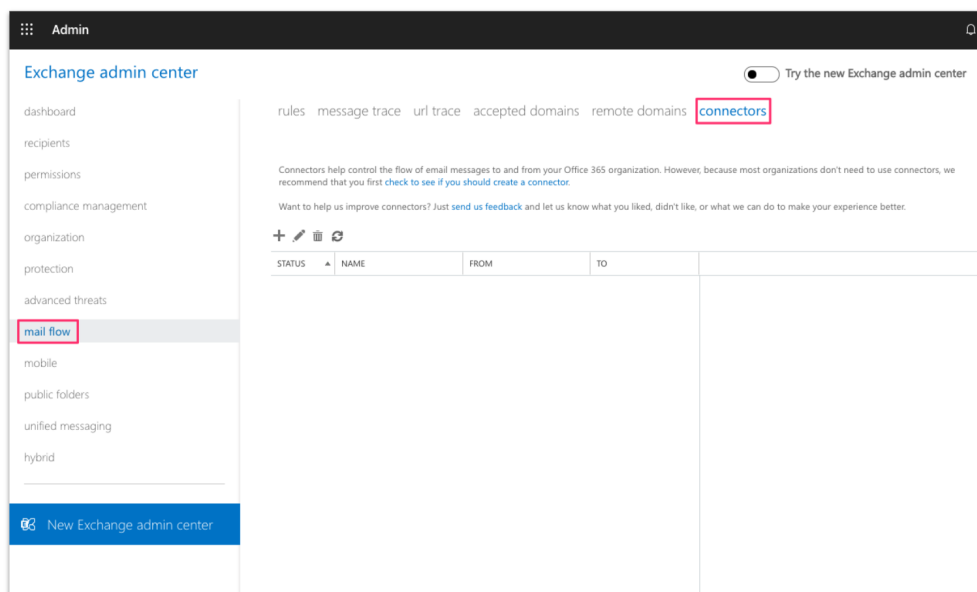 Admin
Exchange admin center
Try the new Exchange admin center
dashboard
recipients
permissions
compliance management
organization
protection
advanced threats
mail flow
mobile
public folders
unified messaging
hybrid
New Exchange admin center
rules message trace url trace accepted domains remote domains connectors
Connectors help control the flow of email messages to and from your Office 365 organization. However, because most organizations don't need to use connectors, we
recommend that you first check to see if you should create a connector.
Want to help us improve connectors? Just send us feedback and let us know what you liked, didn't like, or what we can do to make your experience better.
STATUS NAME FROM TO